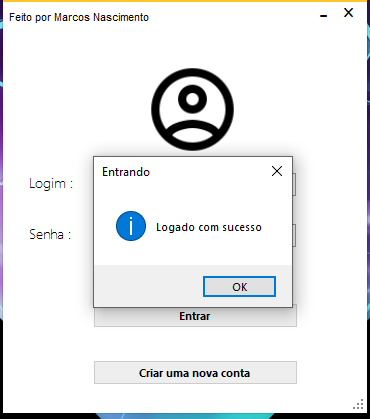 Feito por Marcos Nascimento
Entrando
Logim :
Logado com sucesso
Senha :
OK
Entrar
Criar uma nova conta